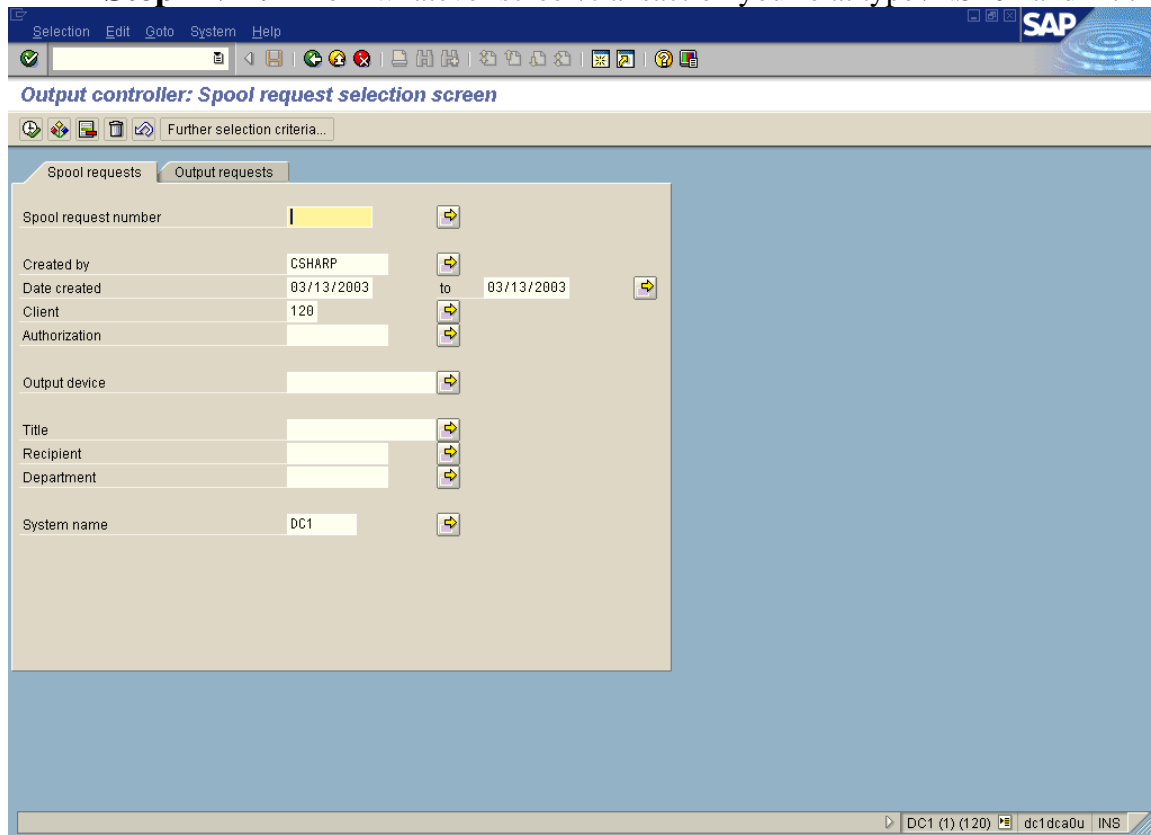 Selection Edit Goto System Help
SAP
Output controller: Spool request selection screen
Further selection criteria...
Spool requests Output requests
Spool request number
Created by CSHARP
Date created 03/13/2003 to 03/13/2003
Client 120
Authorization
Output device
Title
Recipient
Department
System name DC1
DC1 (1) (120) dc1dca0u INS